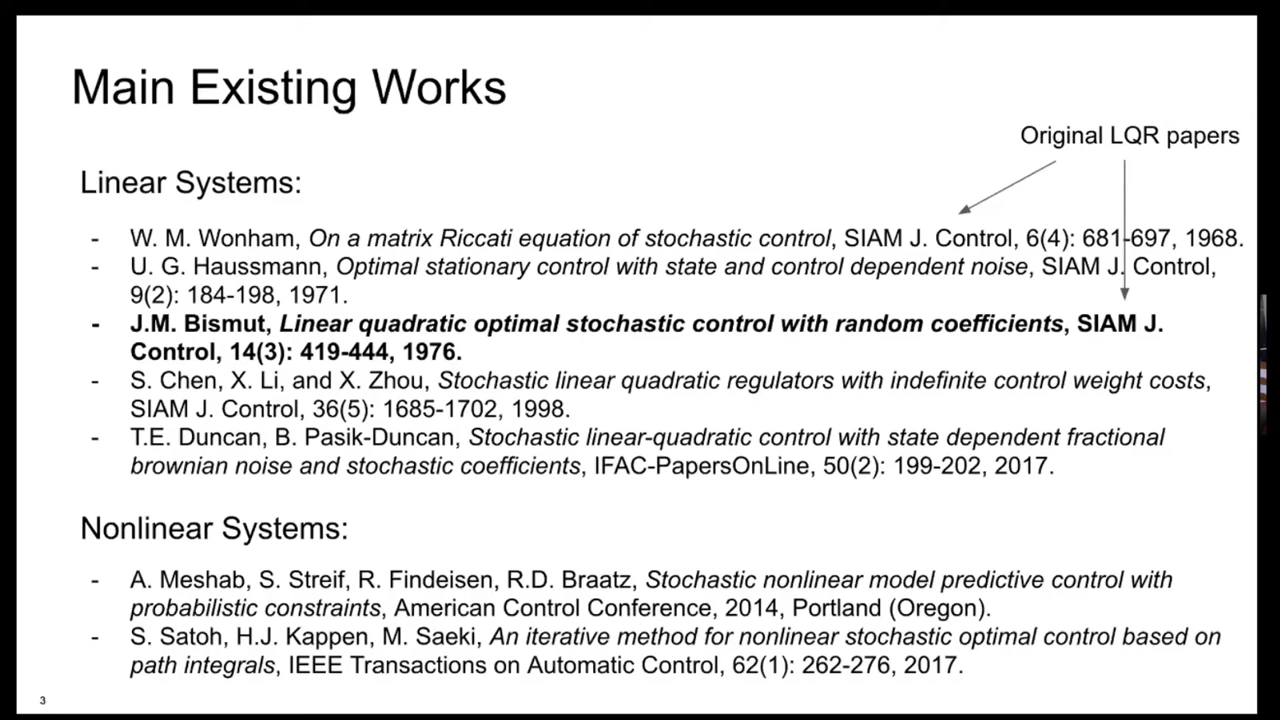 Main Existing Works
Original LQR papers
Linear Systems:
- W. M. Wonham, On a matrix Riccati equation of stochastic control, SIAM J. Control, 6(4): 681-697, 1968.
- U. G. Haussmann, Optimal stationary control with state and control dependent noise, SIAM J. Control,
9(2): 184-198, 1971.
- J.M. Bismut, Linear quadratic optimal stochastic control with random coefficients, SIAM J.
Control, 14(3): 419-444, 1976.
- S. Chen, X. Li, and X. Zhou, Stochastic linear quadratic regulators with indefinite control weight costs,
SIAM J. Control, 36(5): 1685-1702, 1998.
- T.E. Duncan, B. Pasik-Duncan, Stochastic linear-quadratic control with state dependent fractional
brownian noise and stochastic coefficients, IFAC-PapersOnLine, 50(2): 199-202, 2017.
Nonlinear Systems:
- A. Meshab, S. Streif, R. Findeisen, R.D. Braatz, Stochastic nonlinear model predictive control with
probabilistic constraints, American Control Conference, 2014, Portland (Oregon).
- S. Satoh, H.J. Kappen, M. Saeki, An iterative method for nonlinear stochastic optimal control based on
path integrals, IEEE Transactions on Automatic Control, 62(1): 262-276, 2017.
3